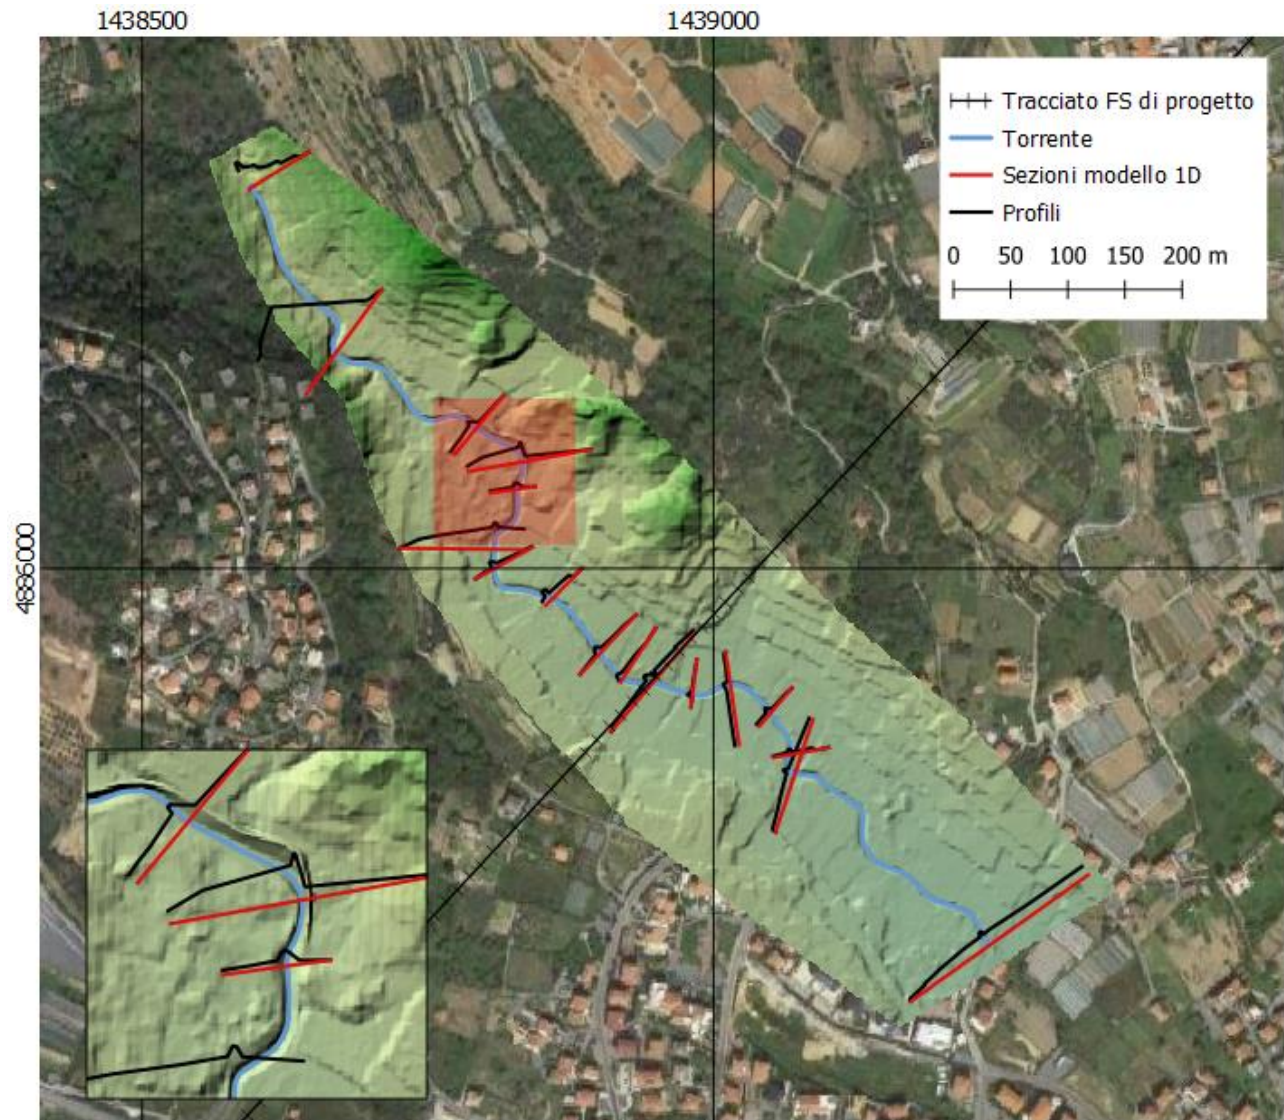 1438500
1439000
Tracciato FS di progetto
Torrente
Sezioni modello 1D
Profili
0 50 100 150 200 m
4886000